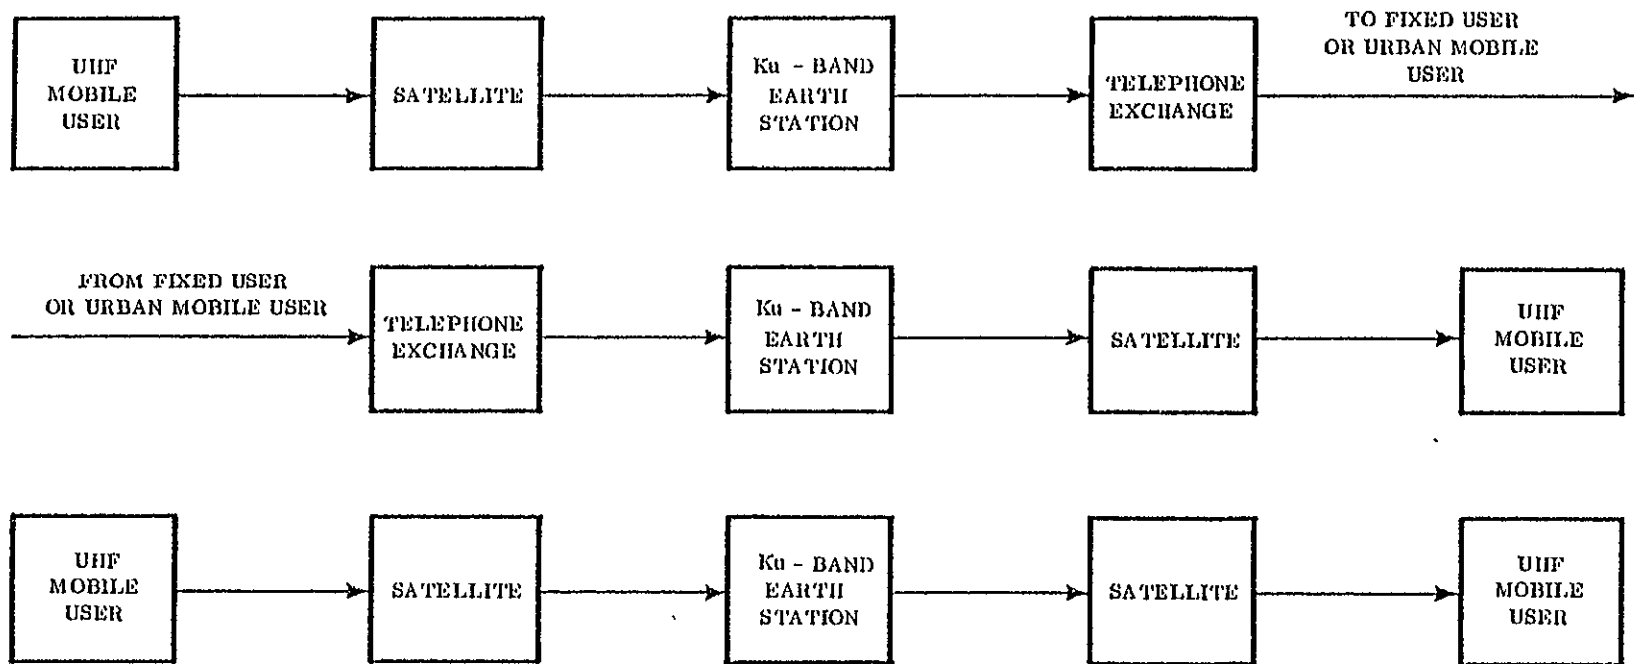 UHF
MOBILE
USER
SATELLITE
Ku - BAND
EARTH
STATION
TELEPHONE
EXCHANGE
TO FIXED USER
OR URBAN MOBILE
USER
FROM FIXED USER
OR URBAN MOBILE USER
TELEPHONE
EXCHANGE
Ku - BAND
EARTH
STATION
SATELLITE
UHF
MOBILE
USER
UHF
MOBILE
USER
SATELLITE
Ku - BAND
EARTH
STATION
SATELLITE
UHF
MOBILE
USER